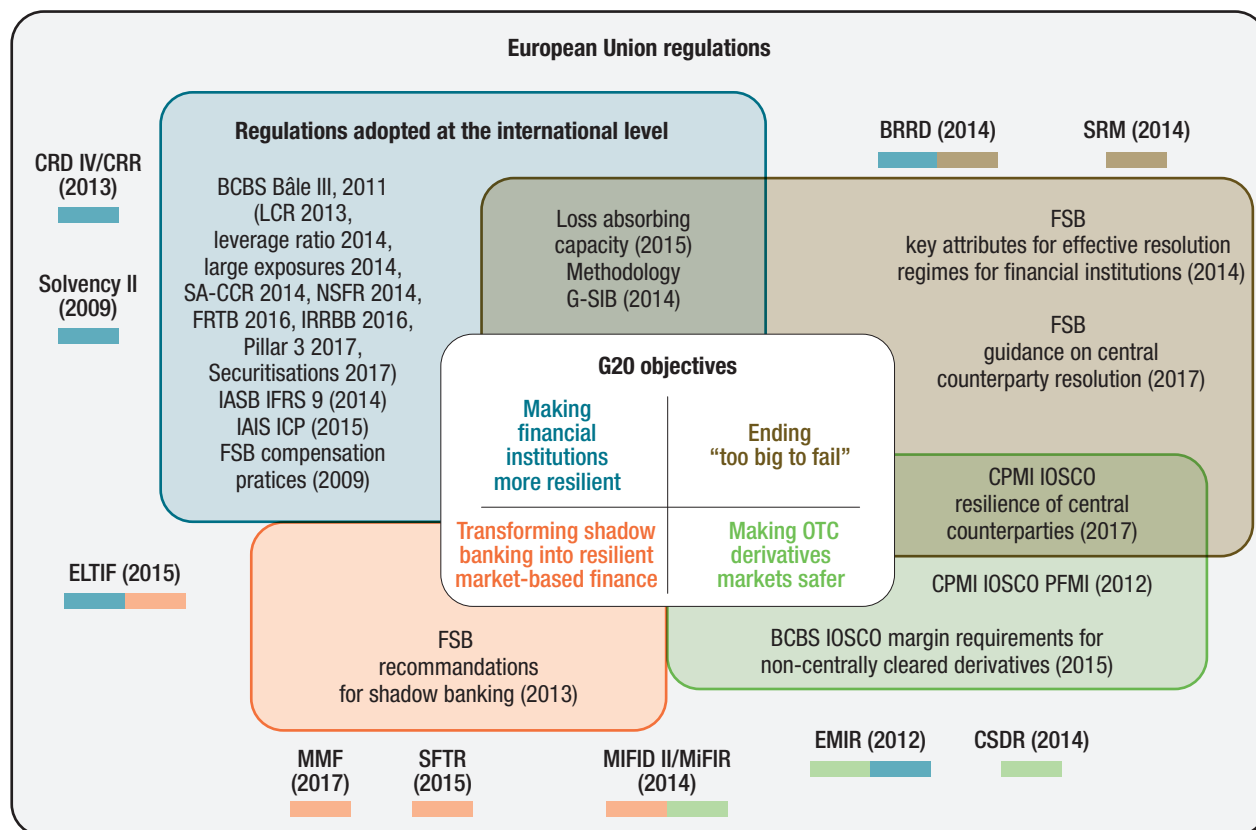 European Union regulations
Regulations adopted at the international level
CRD IV/CRR
(2013)
Solvency II
(2009)
BCBS Bâle III, 2011
(LCR 2013,
leverage ratio 2014,
large exposures 2014,
SA-CCR 2014, NSFR 2014,
FRTB 2016, IRRBB 2016,
Pillar 3 2017,
Securitisations 2017)
IASB IFRS 9 (2014)
IAIS ICP (2015)
FSB compensation
pratices (2009)
Loss absorbing
capacity (2015)
Methodology
G-SIB (2014)
BRRD (2014)
SRM (2014)
FSB
key attributes for effective resolution
regimes for financial institutions (2014)
FSB
guidance on central
counterparty resolution (2017)
G20 objectives
Making
financial
institutions
more resilient
Ending
“too big to fail”
Transforming shadow
banking into resilient
market-based finance
Making OTC
derivatives
markets safer
CPMI IOSCO
resilience of central
counterparties (2017)
CPMI IOSCO PFMI (2012)
BCBS IOSCO margin requirements for
non-centrally cleared derivatives (2015)
ELTIF (2015)
FSB
recommandations
for shadow banking (2013)
MMF
(2017)
SFTR
(2015)
MIFID II/MiFIR
(2014)
EMIR (2012)
CSDR (2014)